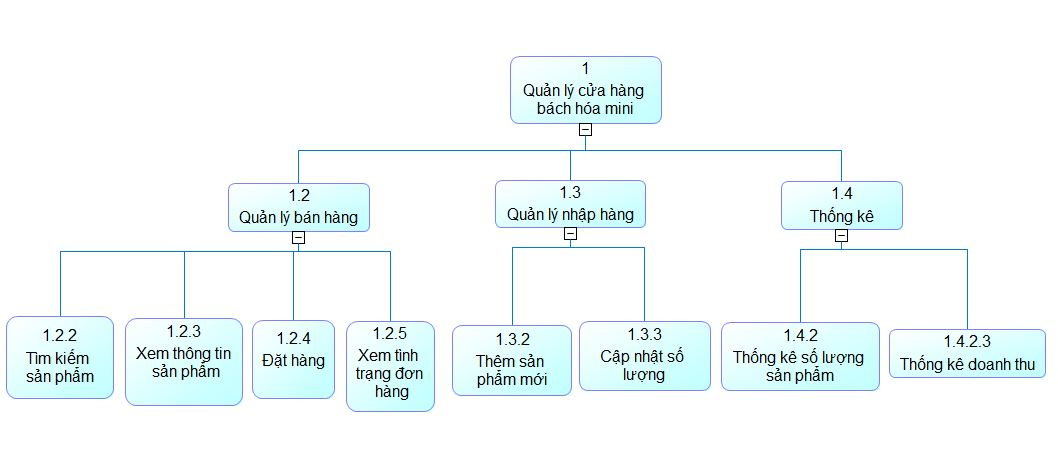 1
Quản lý cửa hàng
bách hóa mini
1.2
Quản lý bán hàng
1.3
Quản lý nhập hàng
1.4
Thống kê
1.2.2
Tìm kiếm
sản phẩm
1.2.3
Xem thông tin
sản phẩm
1.2.4
Đặt hàng
1.2.5
Xem tình
trạng đơn
hàng
1.3.2
Thêm sản
phẩm mới
1.3.3
Cập nhật số
lượng
1.4.2
Thống kê số lượng
sản phẩm
1.4.2.3
Thống kê doanh thu